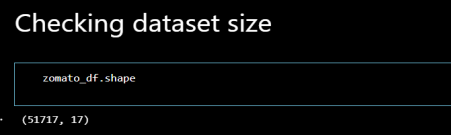 Checking dataset size
zomato_df.shape
(51717, 17)